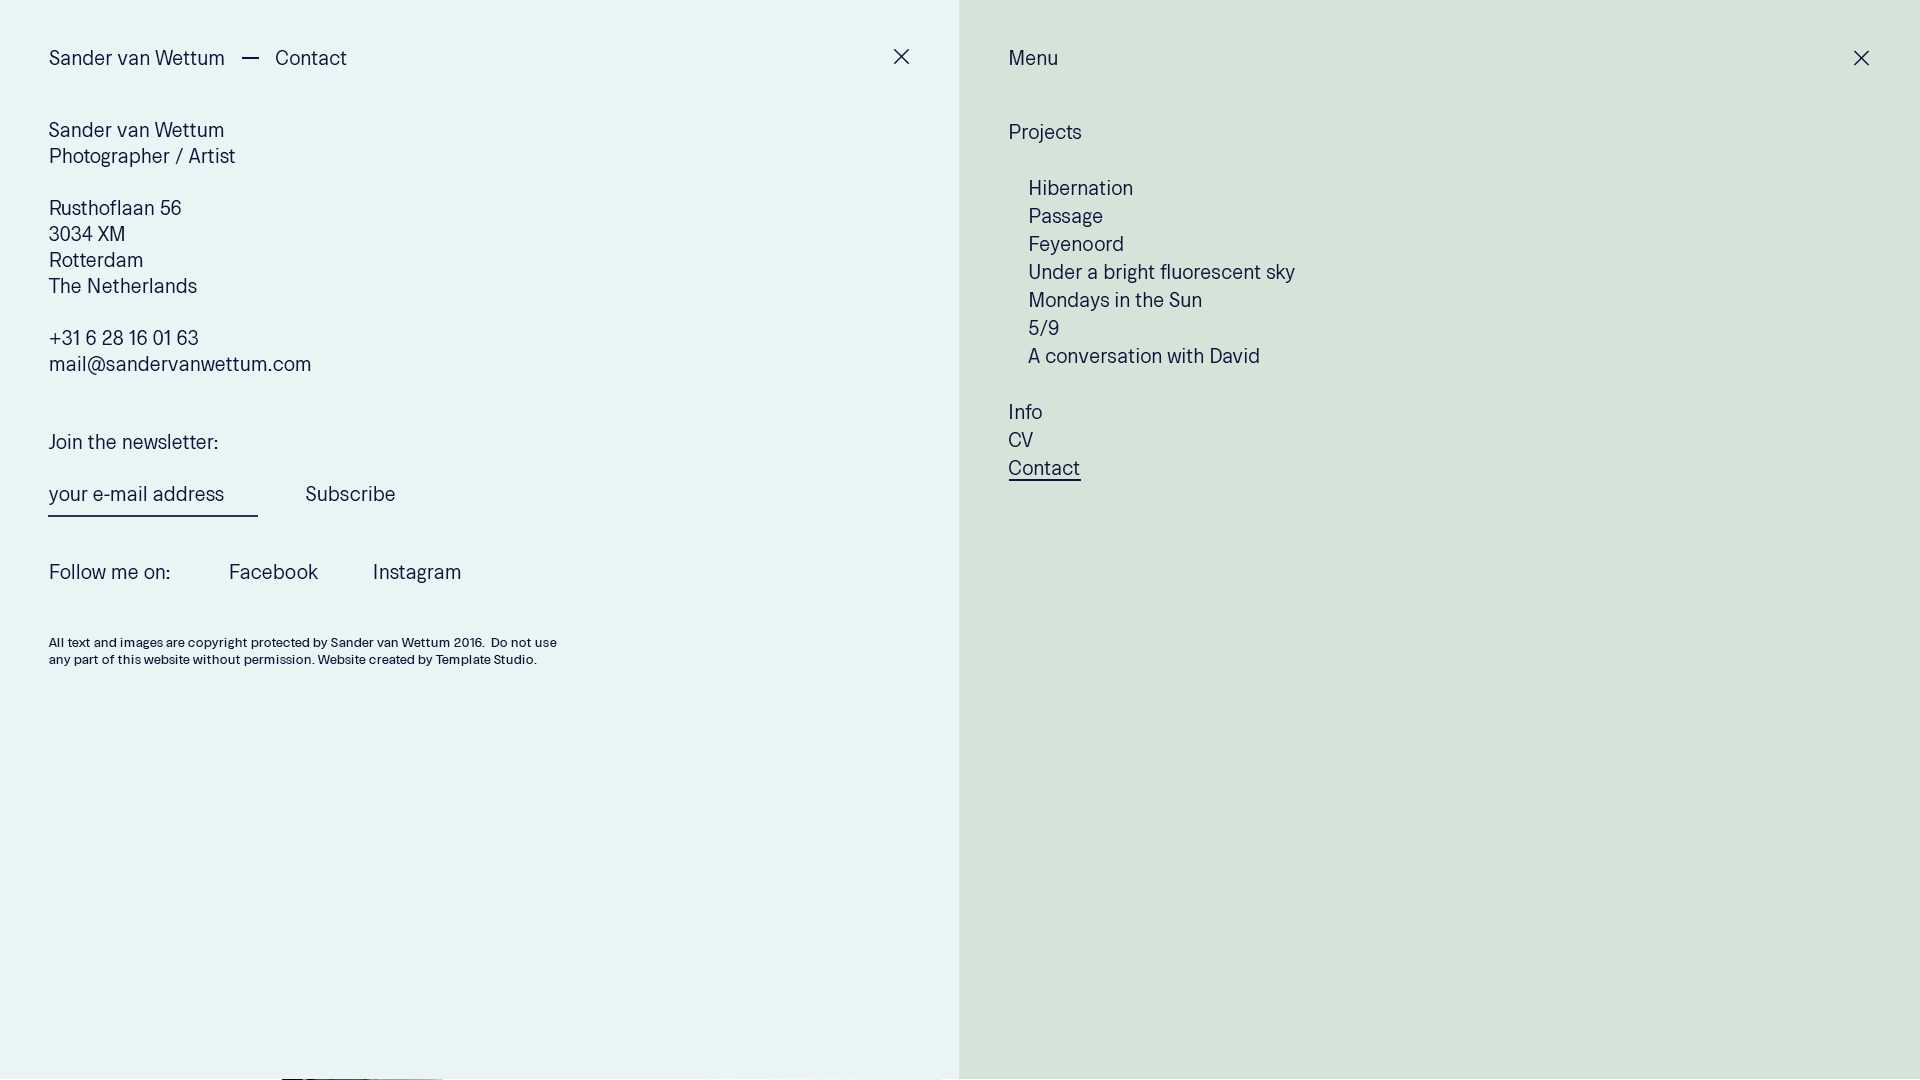 Sander van Wettum — Contact
Sander van Wettum
Photographer / Artist
Rusthoflaan 56
3034 XM
Rotterdam
The Netherlands
+31 6 28 16 01 63
mail@sandervanwettum.com
Join the newsletter:
your e-mail address
Subscribe
Follow me on:
Facebook
Instagram
All text and images are copyright protected by Sander van Wettum 2016. Do not use
any part of this website without permission. Website created by Template Studio.
Menu
Projects
Hibernation
Passage
Feyenoord
Under a bright fluorescent sky
Mondays in the Sun
5/9
A conversation with David
Info
CV
Contact